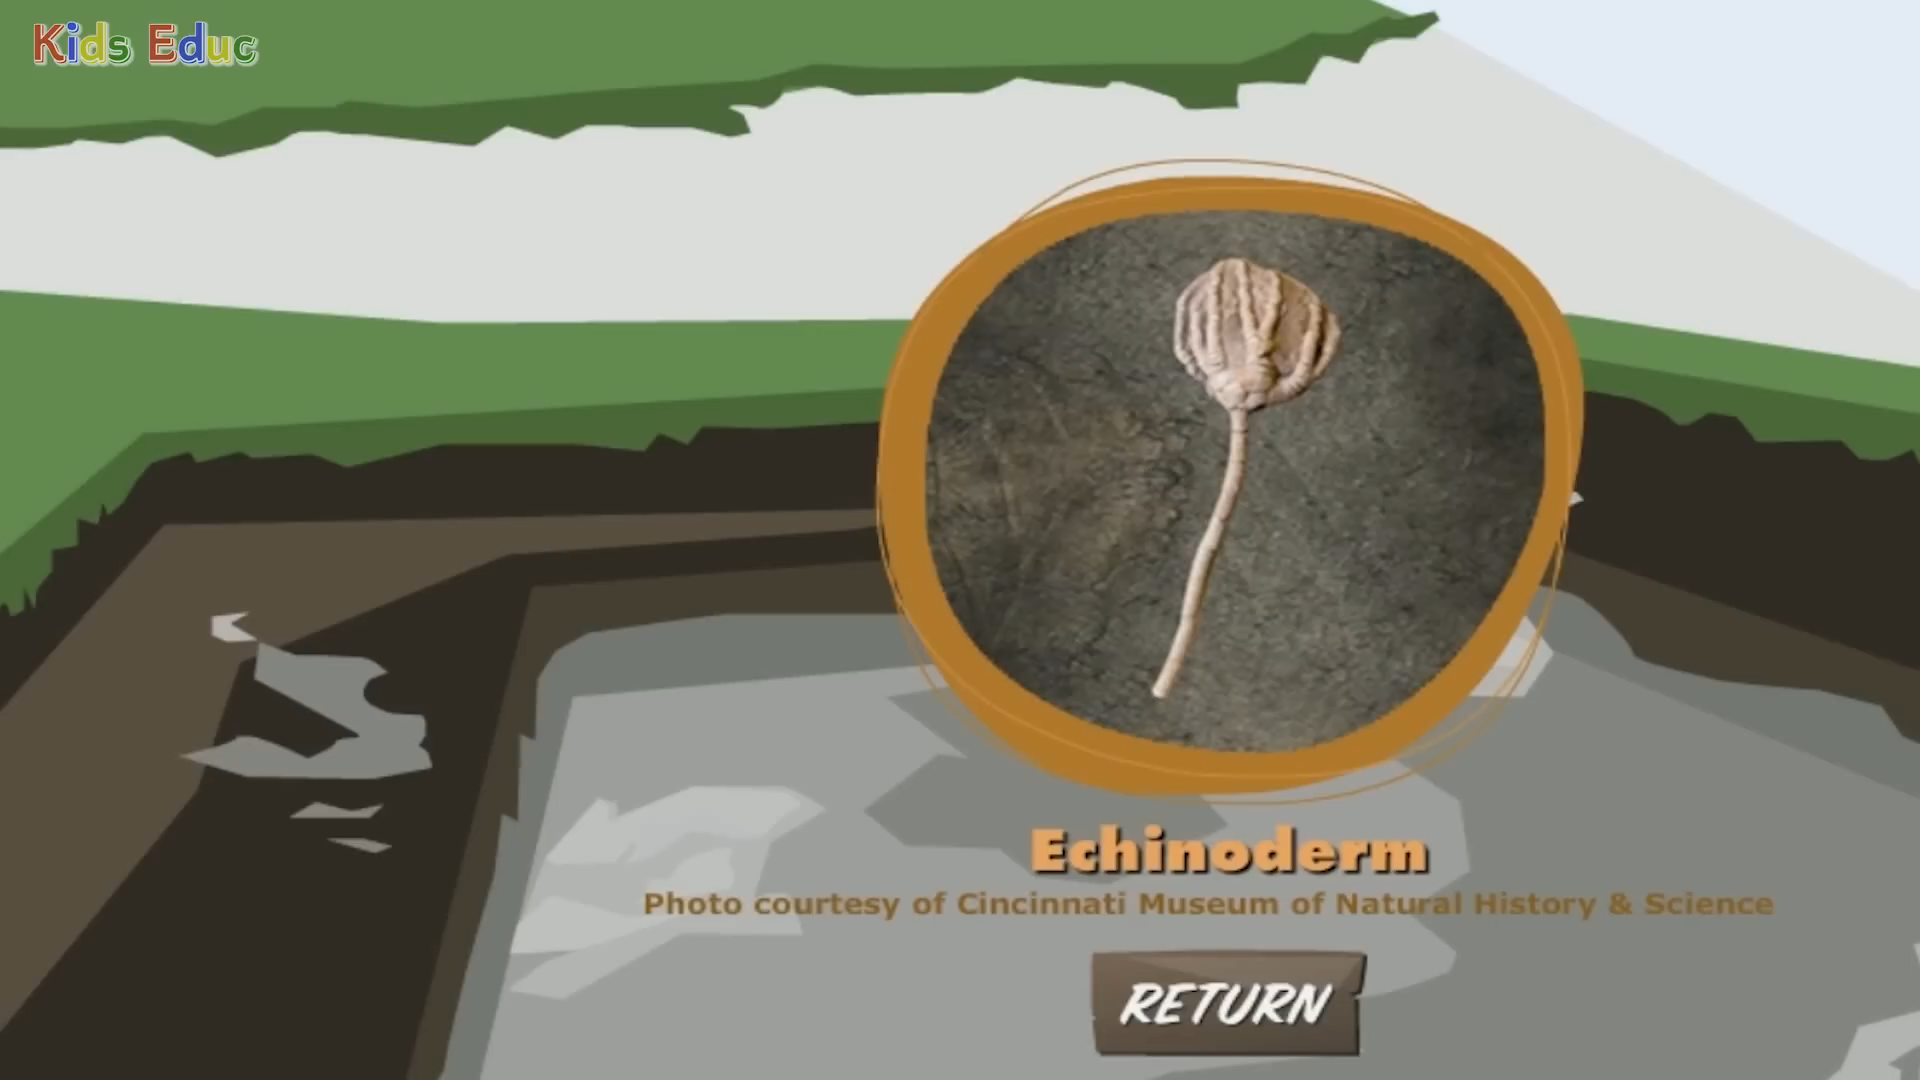 Kids Educ
Echinoderm
Photo courtesy of Cincinnati Museum of Natural History & Science
RETURN